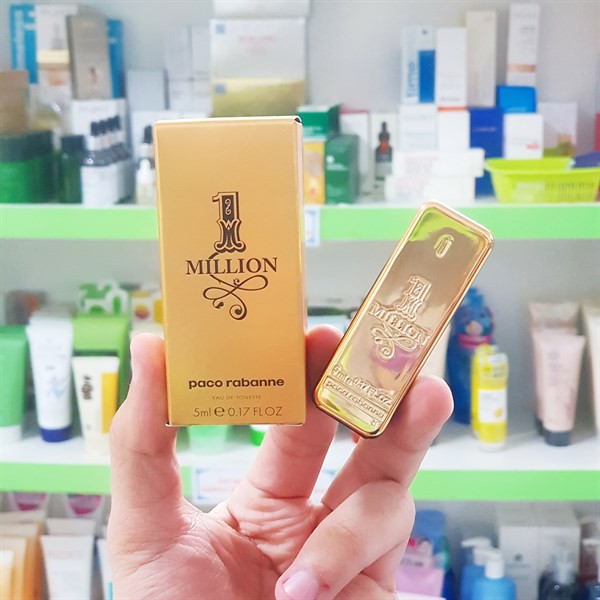 1
MILLION
paco rabanne
EAU DE TOILETTE
5ml ℮ 0.17 FL.OZ
1
MILLION
paco rabanne